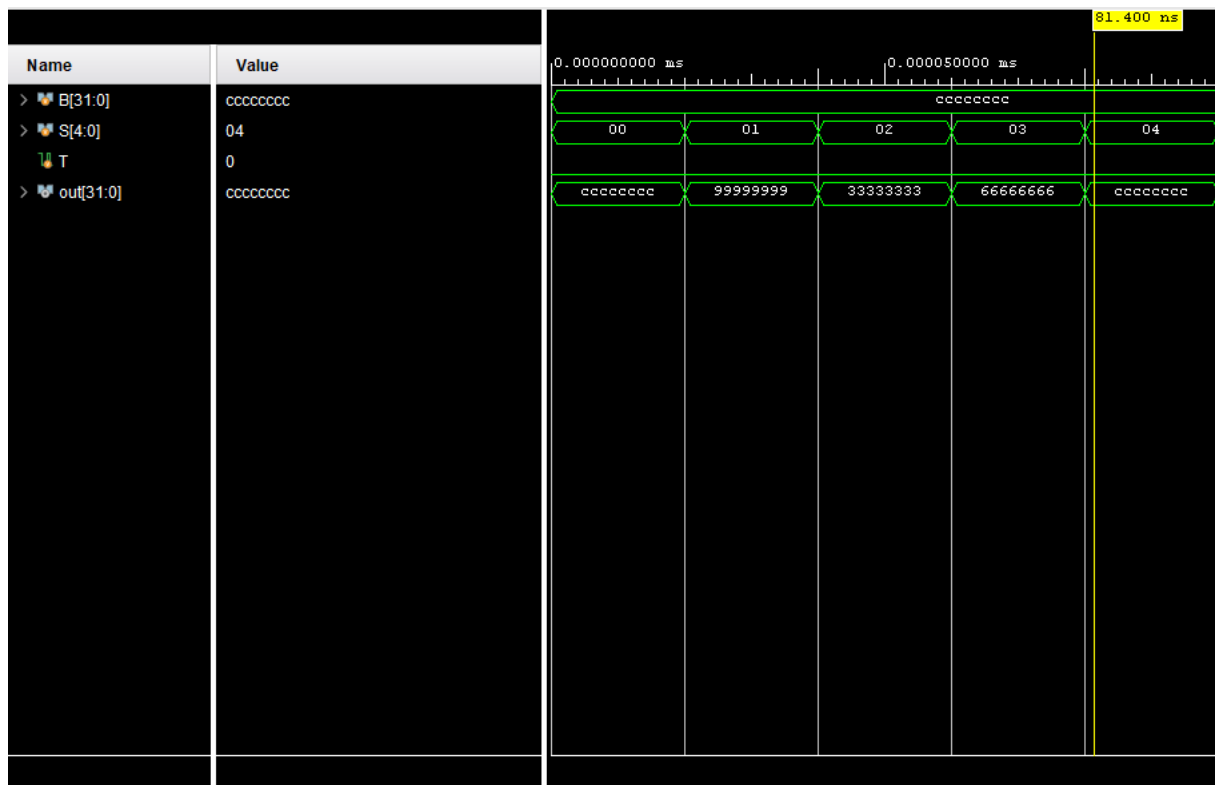 81.400 ns
Name Value
0.000000000 ms 0.000050000 ms
B[31:0] cccccccc cccccccc
S[4:0] 04 00 01 02 03 04
T 0
out[31:0] cccccccc cccccccc 99999999 33333333 66666666 cccccccc